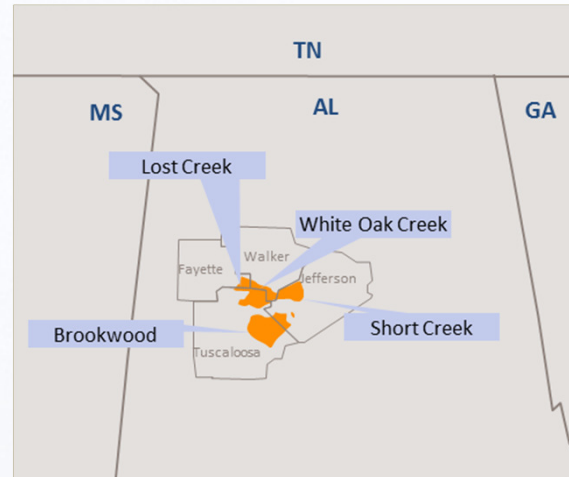 TN
MS
AL
GA
Lost Creek
White Oak Creek
Walker
Fayette
Jefferson
Short Creek
Brookwood
Tuscaloosa